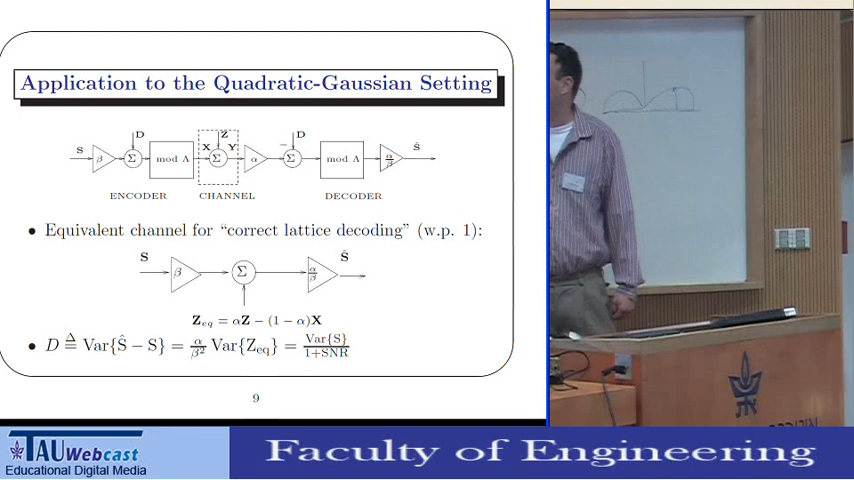 Application to the Quadratic-Gaussian Setting
S β Σ D mod Λ X Σ Z Y α Σ − D mod Λ α/β Ŝ
ENCODER CHANNEL DECODER
• Equivalent channel for “correct lattice decoding” (w.p. 1):
S β Σ α/β Ŝ
Z_eq = αZ − (1 − α)X
• D ≜ Var{Ŝ − S} = α/β² Var{Z_eq} = Var{S}/1+SNR
9
TAU Webcast
Educational Digital Media
Faculty of Engineering